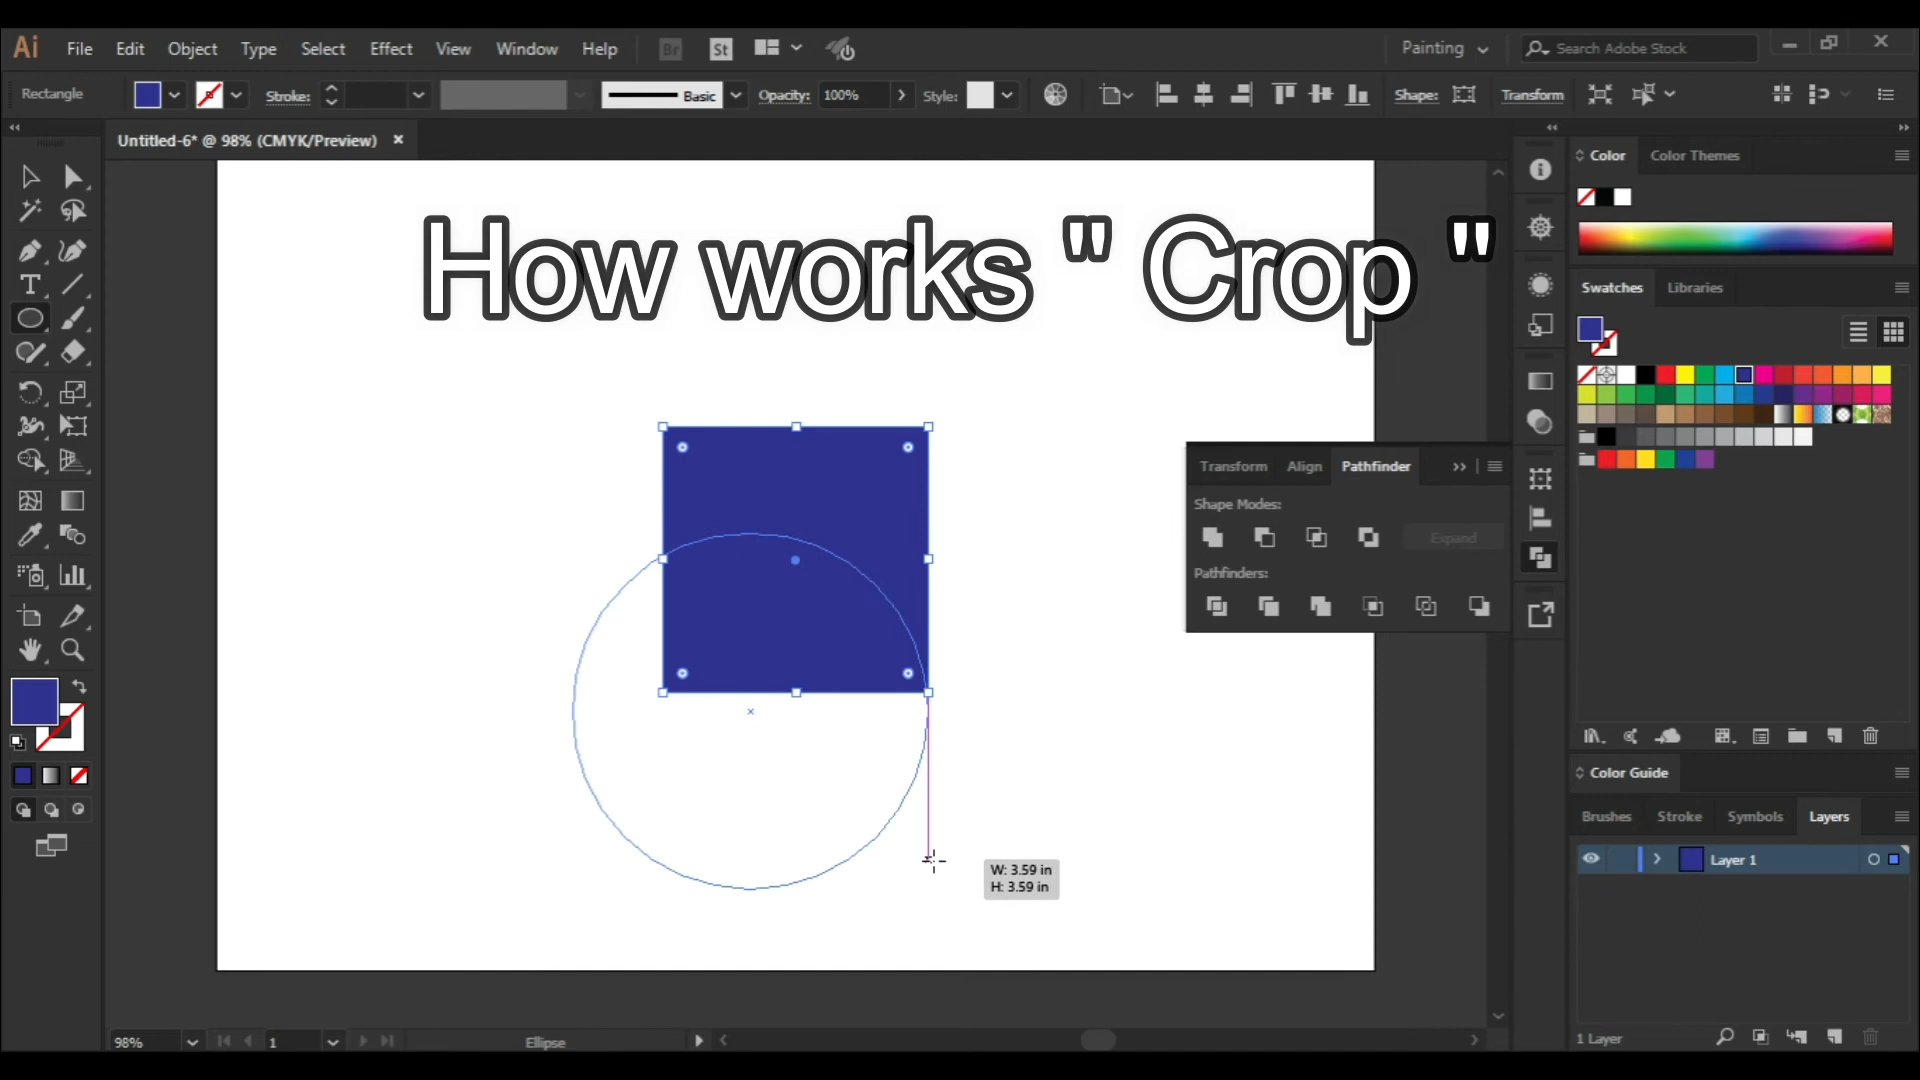 Ai File Edit Object Type Select Effect View Window Help Br St Painting Search Adobe Stock
Rectangle Stroke: Basic Opacity: 100% Style: Shape: Transform
Untitled-6* @ 98% (CMYK/Preview)
Color Color Themes
How works " Crop "
Swatches Libraries
Transform Align Pathfinder
Shape Modes:
Expand
Pathfinders:
T
Color Guide
Brushes Stroke Symbols Layers
Layer 1
W: 3.59 in
H: 3.59 in
98% 1 Ellipse
1 Layer